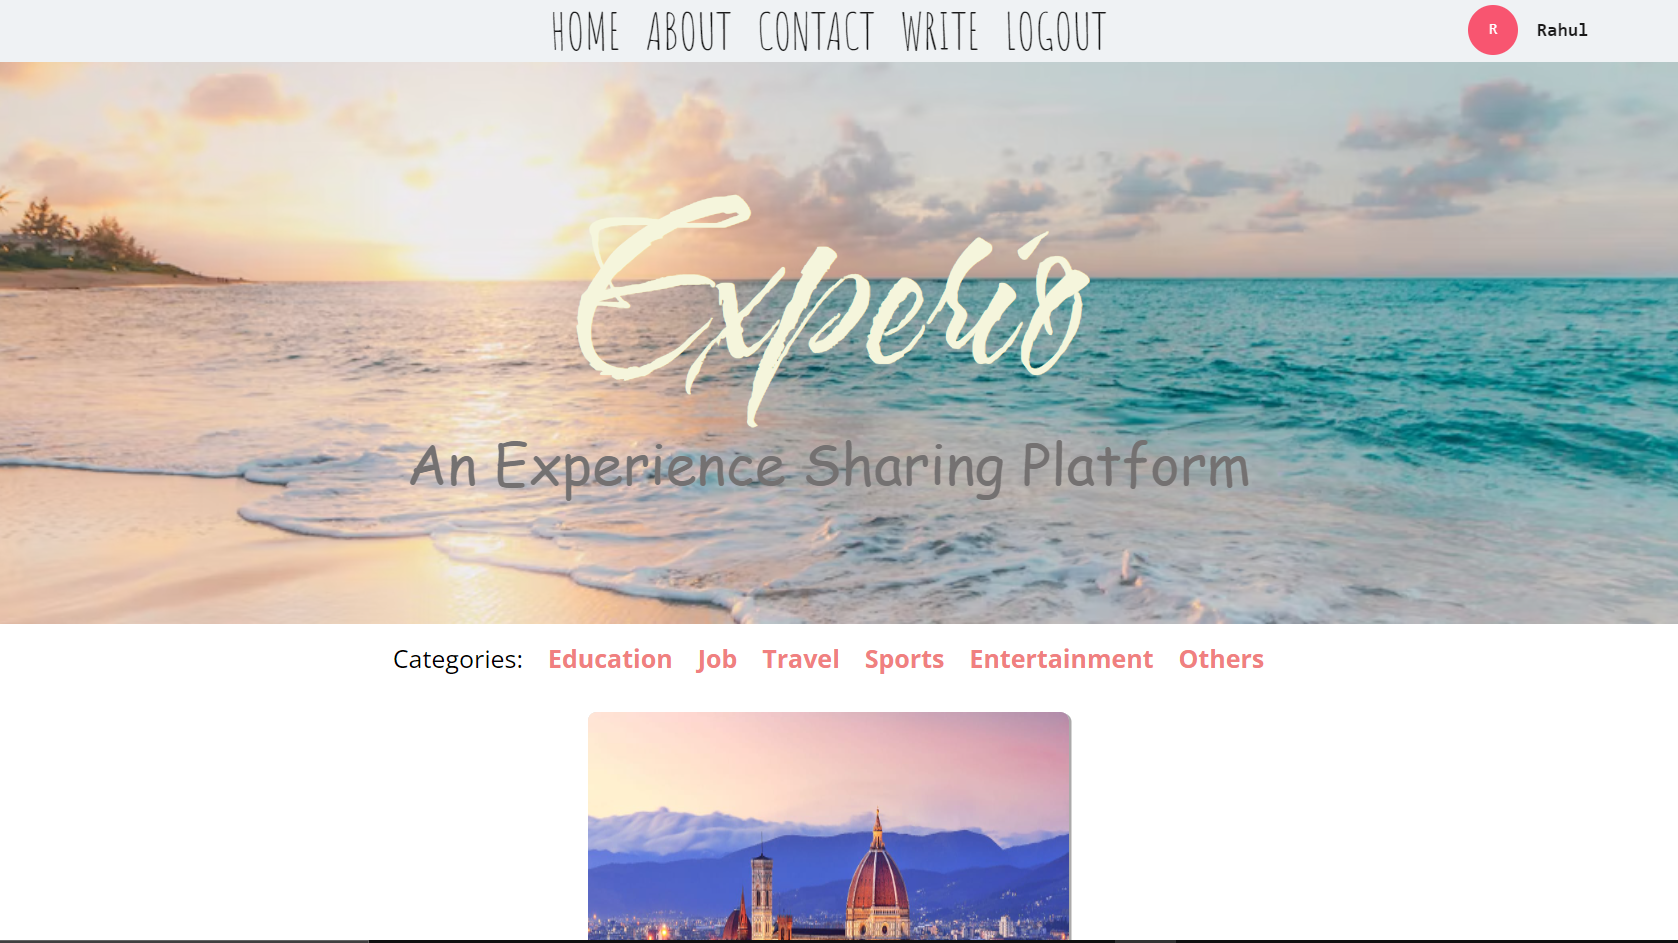 HOME ABOUT CONTACT WRITE LOGOUT
R Rahul
Experio
An Experience Sharing Platform
Categories: Education Job Travel Sports Entertainment Others